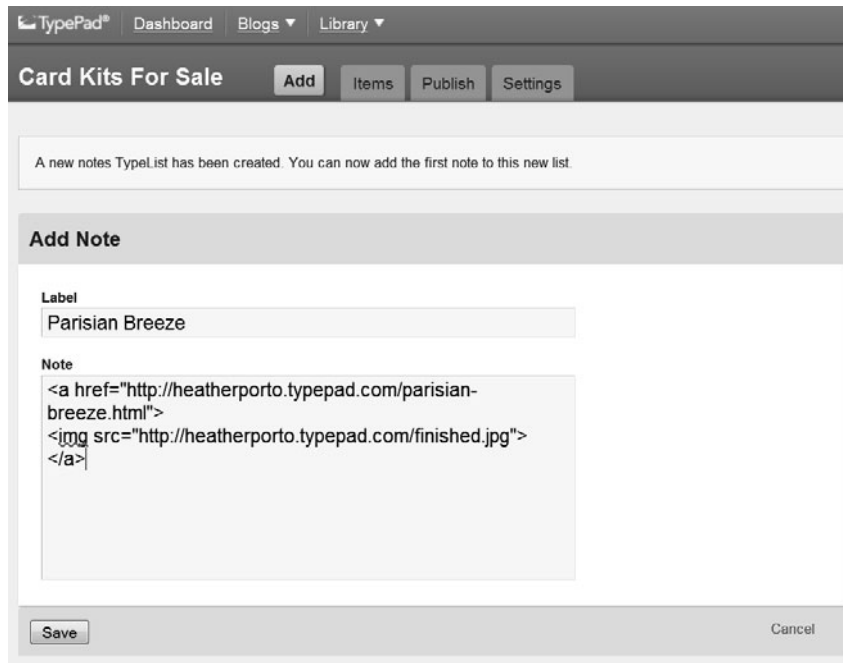 TypePad® Dashboard Blogs ▼ Library ▼
Card Kits For Sale Add Items Publish Settings
A new notes TypeList has been created. You can now add the first note to this new list.
Add Note
Label
Parisian Breeze
Note
<a href="http://heatherporto.typepad.com/parisian-
breeze.html">
<img src="http://heatherporto.typepad.com/finished.jpg">
</a>
Save Cancel